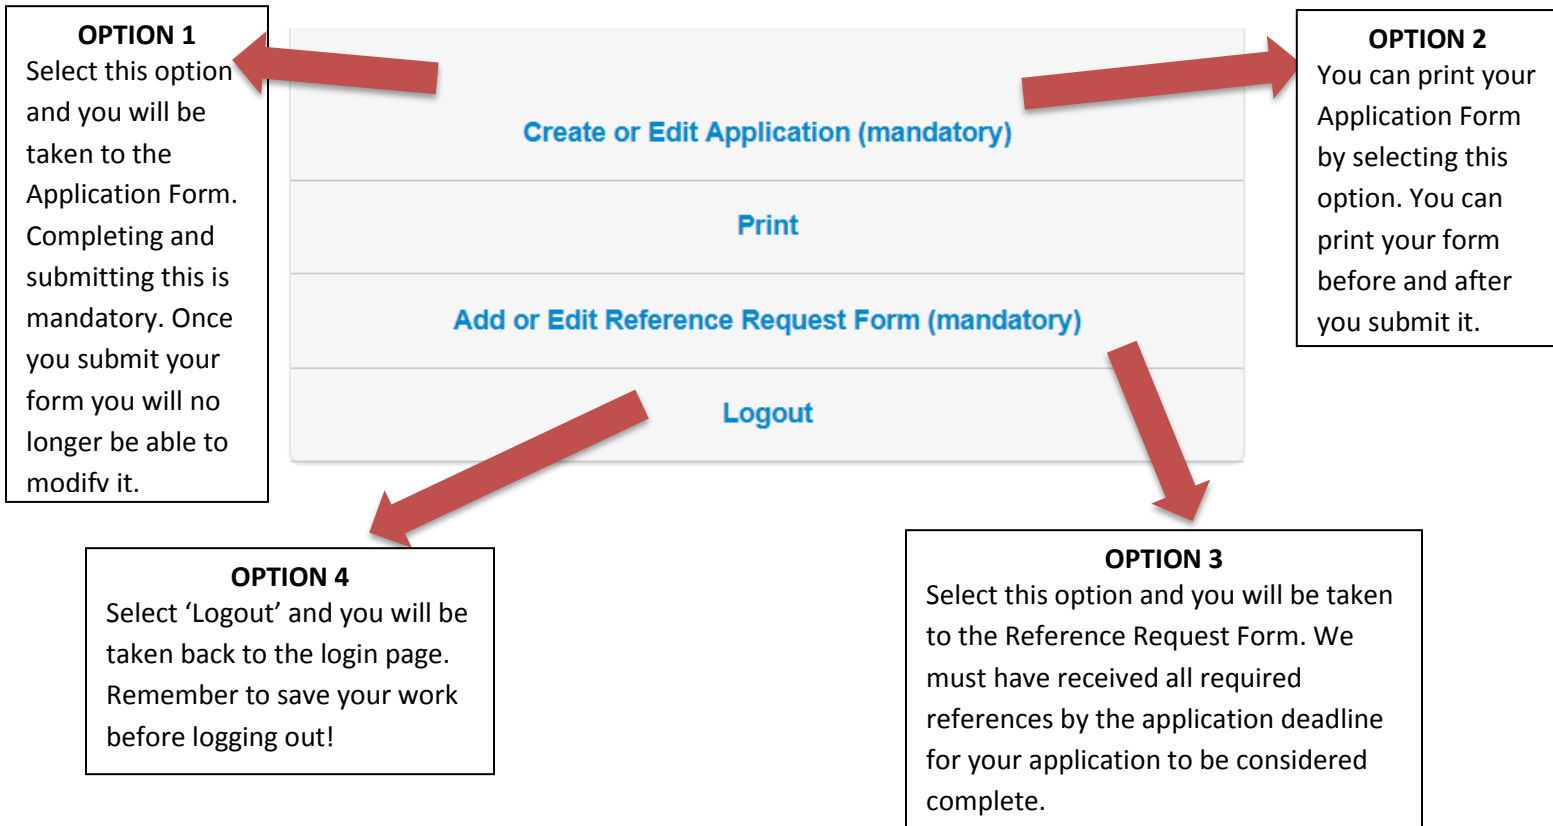 OPTION 1
Select this option
and you will be
taken to the
Application Form.
Completing and
submitting this is
mandatory. Once
you submit your
form you will no
longer be able to
modify it.
Create or Edit Application (mandatory)
Print
Add or Edit Reference Request Form (mandatory)
Logout
OPTION 2
You can print your
Application Form
by selecting this
option. You can
print your form
before and after
you submit it.
OPTION 4
Select ‘Logout’ and you will be
taken back to the login page.
Remember to save your work
before logging out!
OPTION 3
Select this option and you will be taken
to the Reference Request Form. We
must have received all required
references by the application deadline
for your application to be considered
complete.